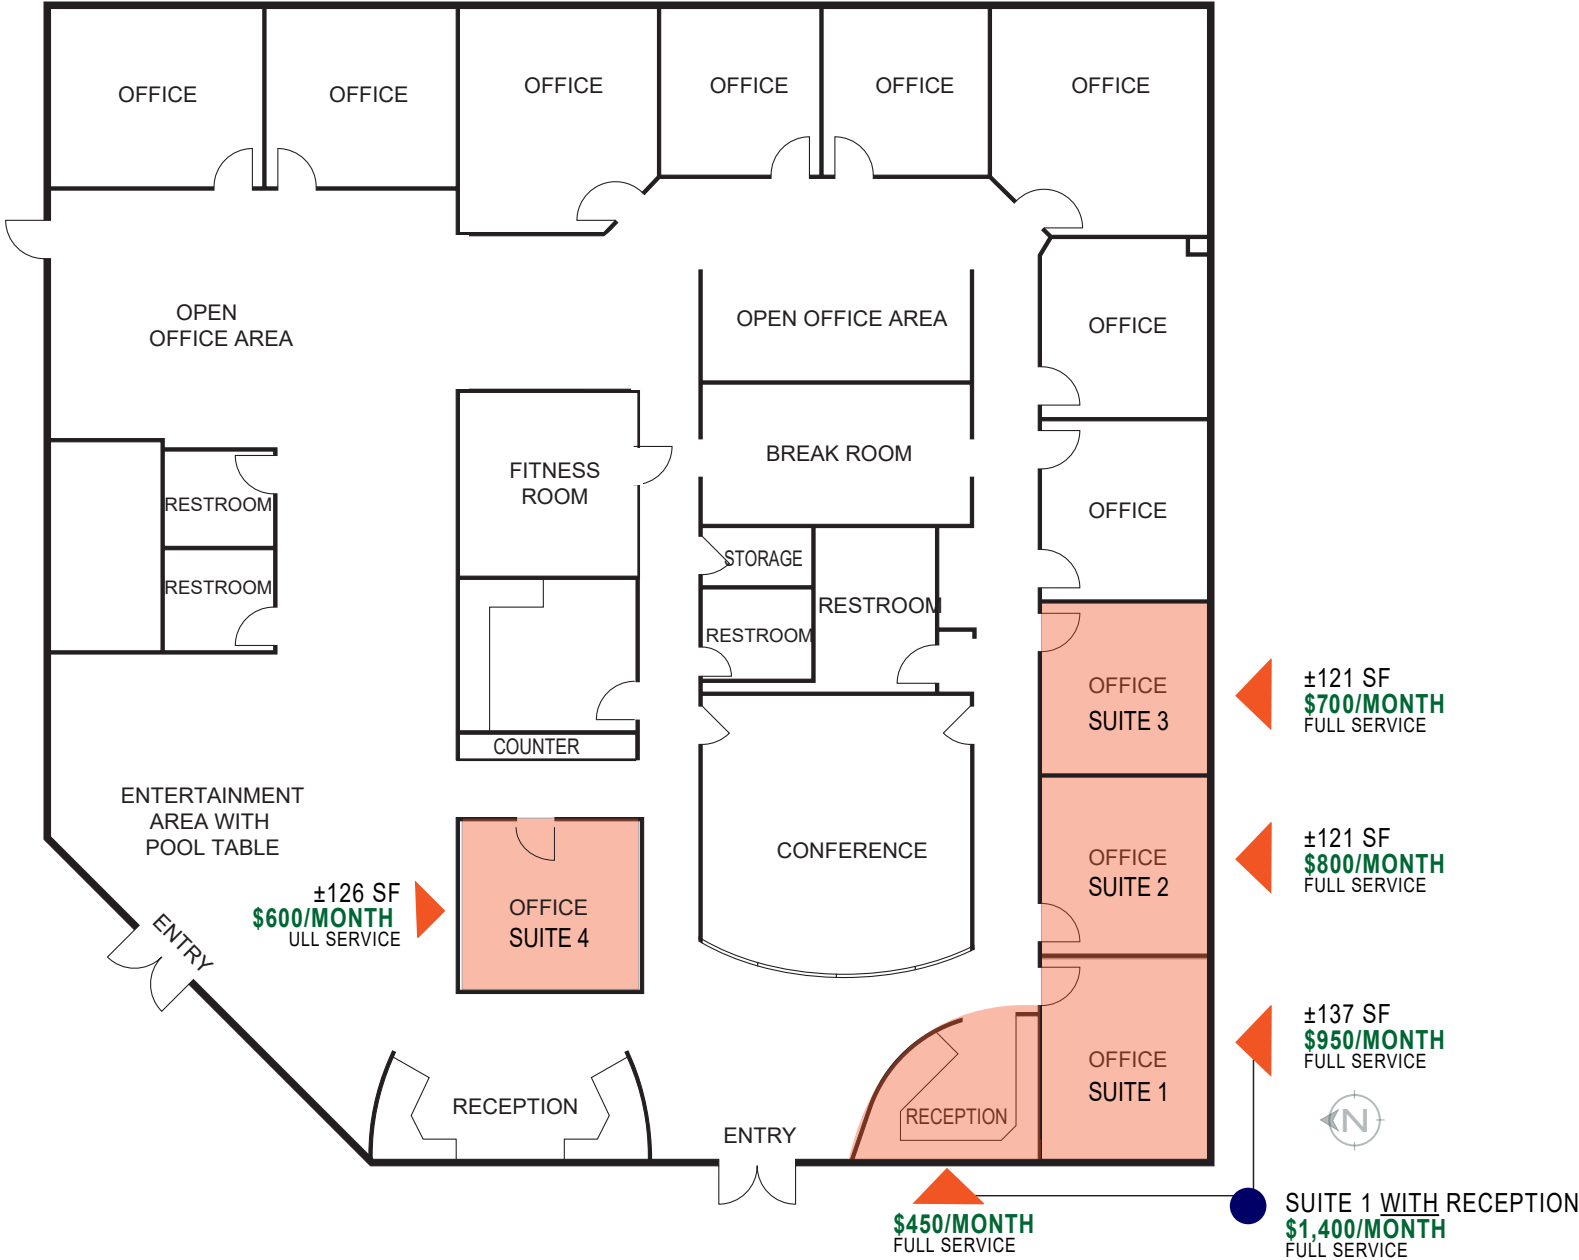 OFFICE
OFFICE
OFFICE
OFFICE
OFFICE
OFFICE
OPEN
OFFICE AREA
OPEN OFFICE AREA
OFFICE
BREAK ROOM
FITNESS
ROOM
RESTROOM
OFFICE
STORAGE
RESTROOM
RESTROOM
RESTROOM
OFFICE
SUITE 3
±121 SF
$700/MONTH
FULL SERVICE
COUNTER
ENTERTAINMENT
AREA WITH
POOL TABLE
CONFERENCE
OFFICE
SUITE 2
±121 SF
$800/MONTH
FULL SERVICE
±126 SF
$600/MONTH
ULL SERVICE
OFFICE
SUITE 4
ENTRY
±137 SF
$950/MONTH
FULL SERVICE
OFFICE
SUITE 1
RECEPTION
RECEPTION
ENTRY
N
$450/MONTH
FULL SERVICE
SUITE 1 WITH RECEPTION
$1,400/MONTH
FULL SERVICE